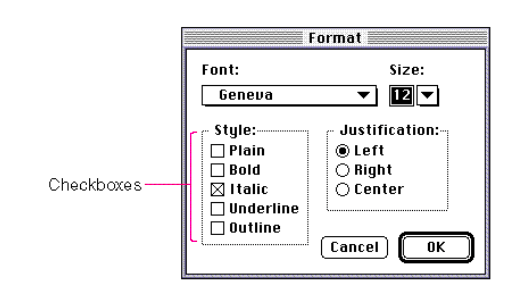 Format
Font: Size:
Geneva 12
Style: Justification:
Plain Left
Bold Right
Italic Center
Underline
Outline
Checkboxes
Cancel OK